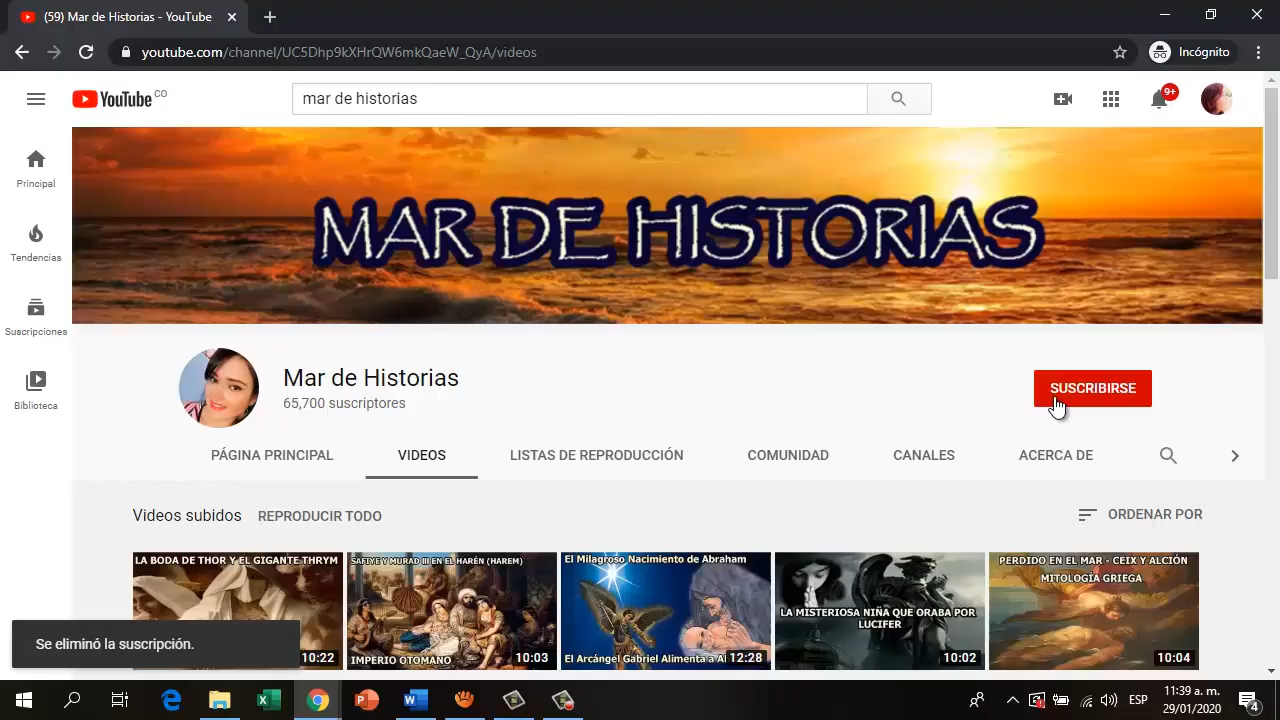 (59) Mar de Historias - YouTube
youtube.com/channel/UC5Dhp9kXHrQW6mkQaeW_QyA/videos
Incógnito
YouTube CO
mar de historias
9+
Principal
Tendencias
Suscripciones
Biblioteca
MAR DE HISTORIAS
Mar de Historias
65,700 suscriptores
SUSCRIBIRSE
PÁGINA PRINCIPAL VIDEOS LISTAS DE REPRODUCCIÓN COMUNIDAD CANALES ACERCA DE
Videos subidos REPRODUCIR TODO
ORDENAR POR
LA BODA DE THOR Y EL GIGANTE THRYM
10:22
SAFIYE Y MURAD III EN EL HARÉN (HAREM)
IMPERIO OTOMANO
10:03
El Milagroso Nacimiento de Abraham
El Arcángel Gabriel Alimenta a A
12:28
LA MISTERIOSA NIÑA QUE ORABA POR
LUCIFER
10:02
PERDIDO EN EL MAR - CEIX Y ALCIÓN
MITOLOGÍA GRIEGA
10:04
Se eliminó la suscripción.
ESP
11:39 a. m.
29/01/2020
4